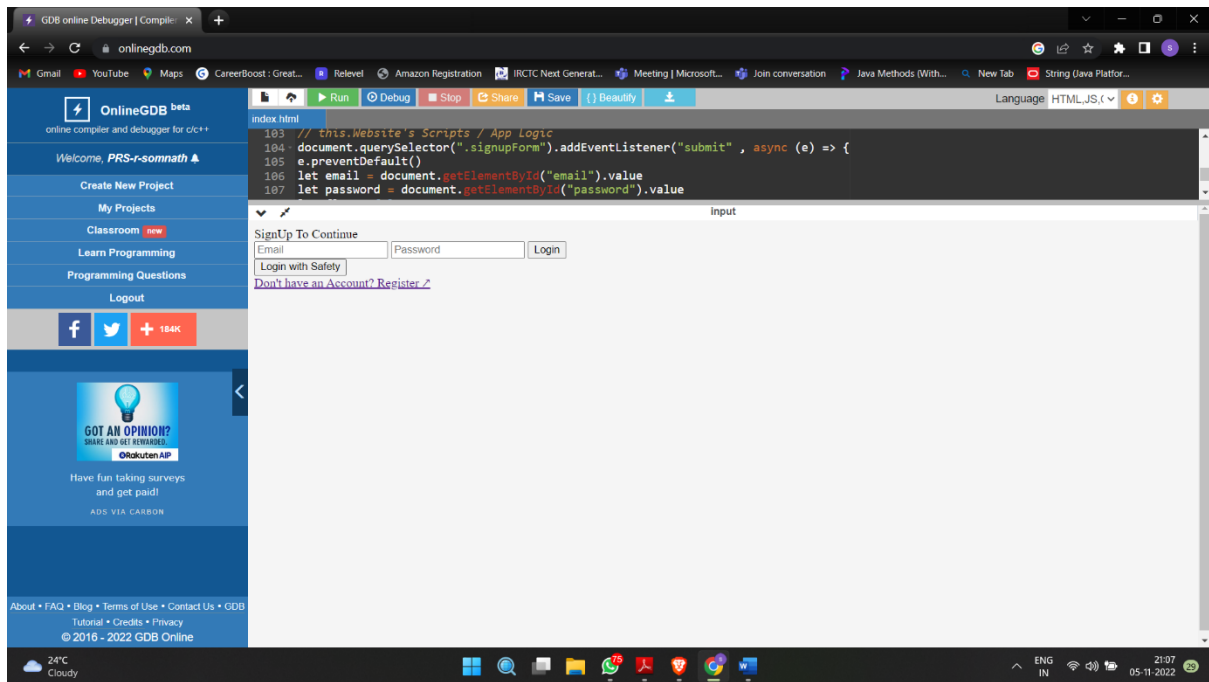 GDB online Debugger | Compiler
onlinegdb.com
Gmail YouTube Maps CareerBoost : Great... Relevel Amazon Registration IRCTC Next Generat... Meeting | Microsoft... Join conversation Java Methods (With... New Tab String (Java Platfor...
OnlineGDB beta
online compiler and debugger for c/c++
Welcome, PRS-r-somnath
Create New Project
My Projects
Classroom new
Learn Programming
Programming Questions
Logout
184K
GOT AN OPINION?
SHARE AND GET REWARDED.
Rakuten AIP
Have fun taking surveys
and get paid!
ADS VIA CARBON
About • FAQ • Blog • Terms of Use • Contact Us • GDB
Tutorial • Credits • Privacy
© 2016 - 2022 GDB Online
Run Debug Stop Share Save { } Beautify
Language HTML,JS,(
index.html
103 // this.Website's Scripts / App Logic
104 document.querySelector(".signupForm").addEventListener("submit" , async (e) => {
105 e.preventDefault()
106 let email = document.getElementById("email").value
107 let password = document.getElementById("password").value
input
SignUp To Continue
Email Password Login
Login with Safety
Don't have an Account? Register ↗
24°C
Cloudy
75
ENG
IN
21:07
05-11-2022
29